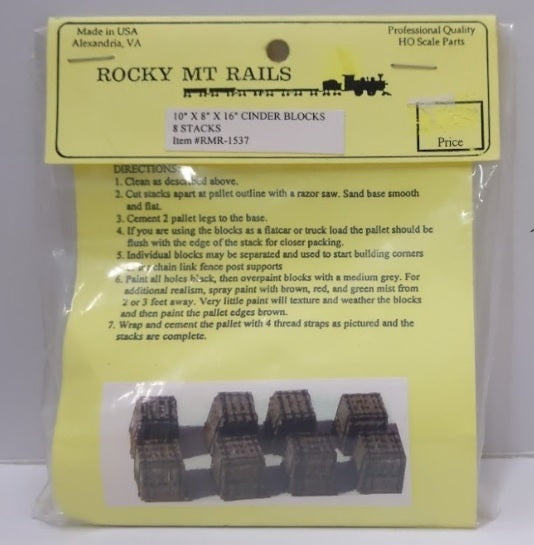 Made in USA
Alexandria, VA
Professional Quality
HO Scale Parts
ROCKY MT RAILS
10" X 8" X 16" CINDER BLOCKS
8 STACKS
Item #RMR-1537
Price
DIRECTIONS:
1. Clean as described above.
2. Cut stacks apart at pallet outline with a razor saw. Sand base smooth
and flat.
3. Cement 2 pallet legs to the base.
4. If you are using the blocks as a flatcar or truck load the pallet should be
flush with the edge of the stack for closer packing.
5. Individual blocks may be separated and used to start building corners
chain link fence post supports
6. Paint all holes black, then overpaint blocks with a medium grey. For
additional realism, spray paint with brown, red, and green mist from
2 or 3 feet away. Very little paint will texture and weather the blocks
and then paint the pallet edges brown.
7. Wrap and cement the pallet with 4 thread straps as pictured and the
stacks are complete.